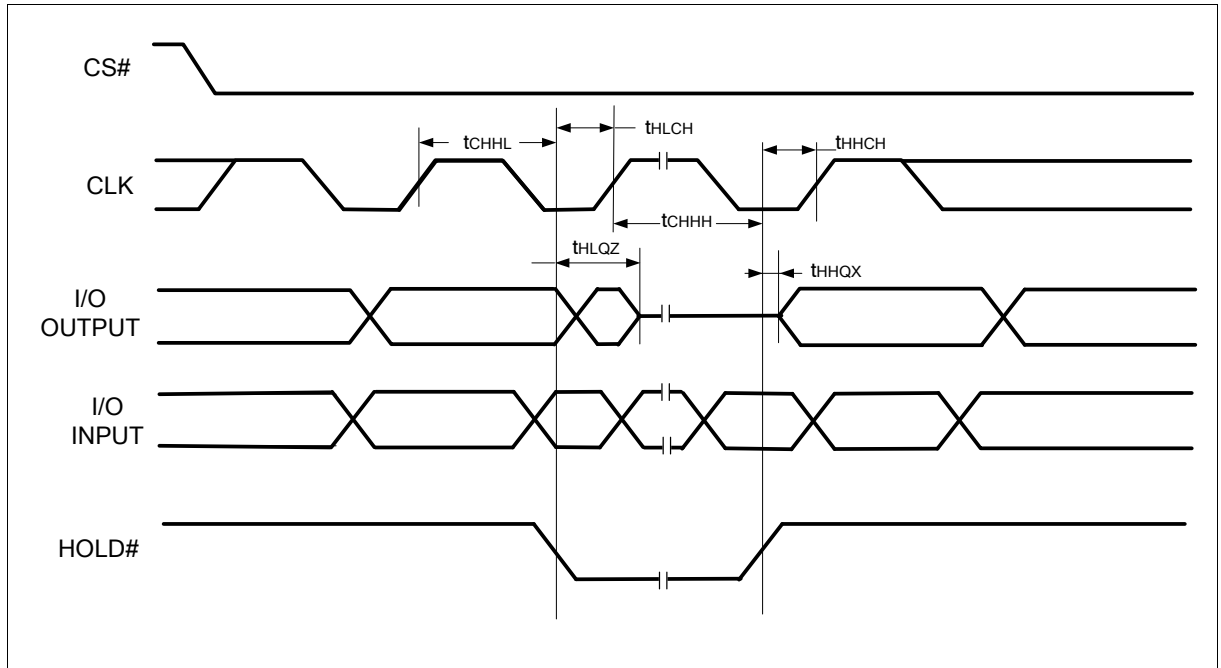 CS#
tCHHL
tHLCH
tHHCH
CLK
tCHHH
tHLQZ
tHHQX
I/O
OUTPUT
I/O
INPUT
HOLD#